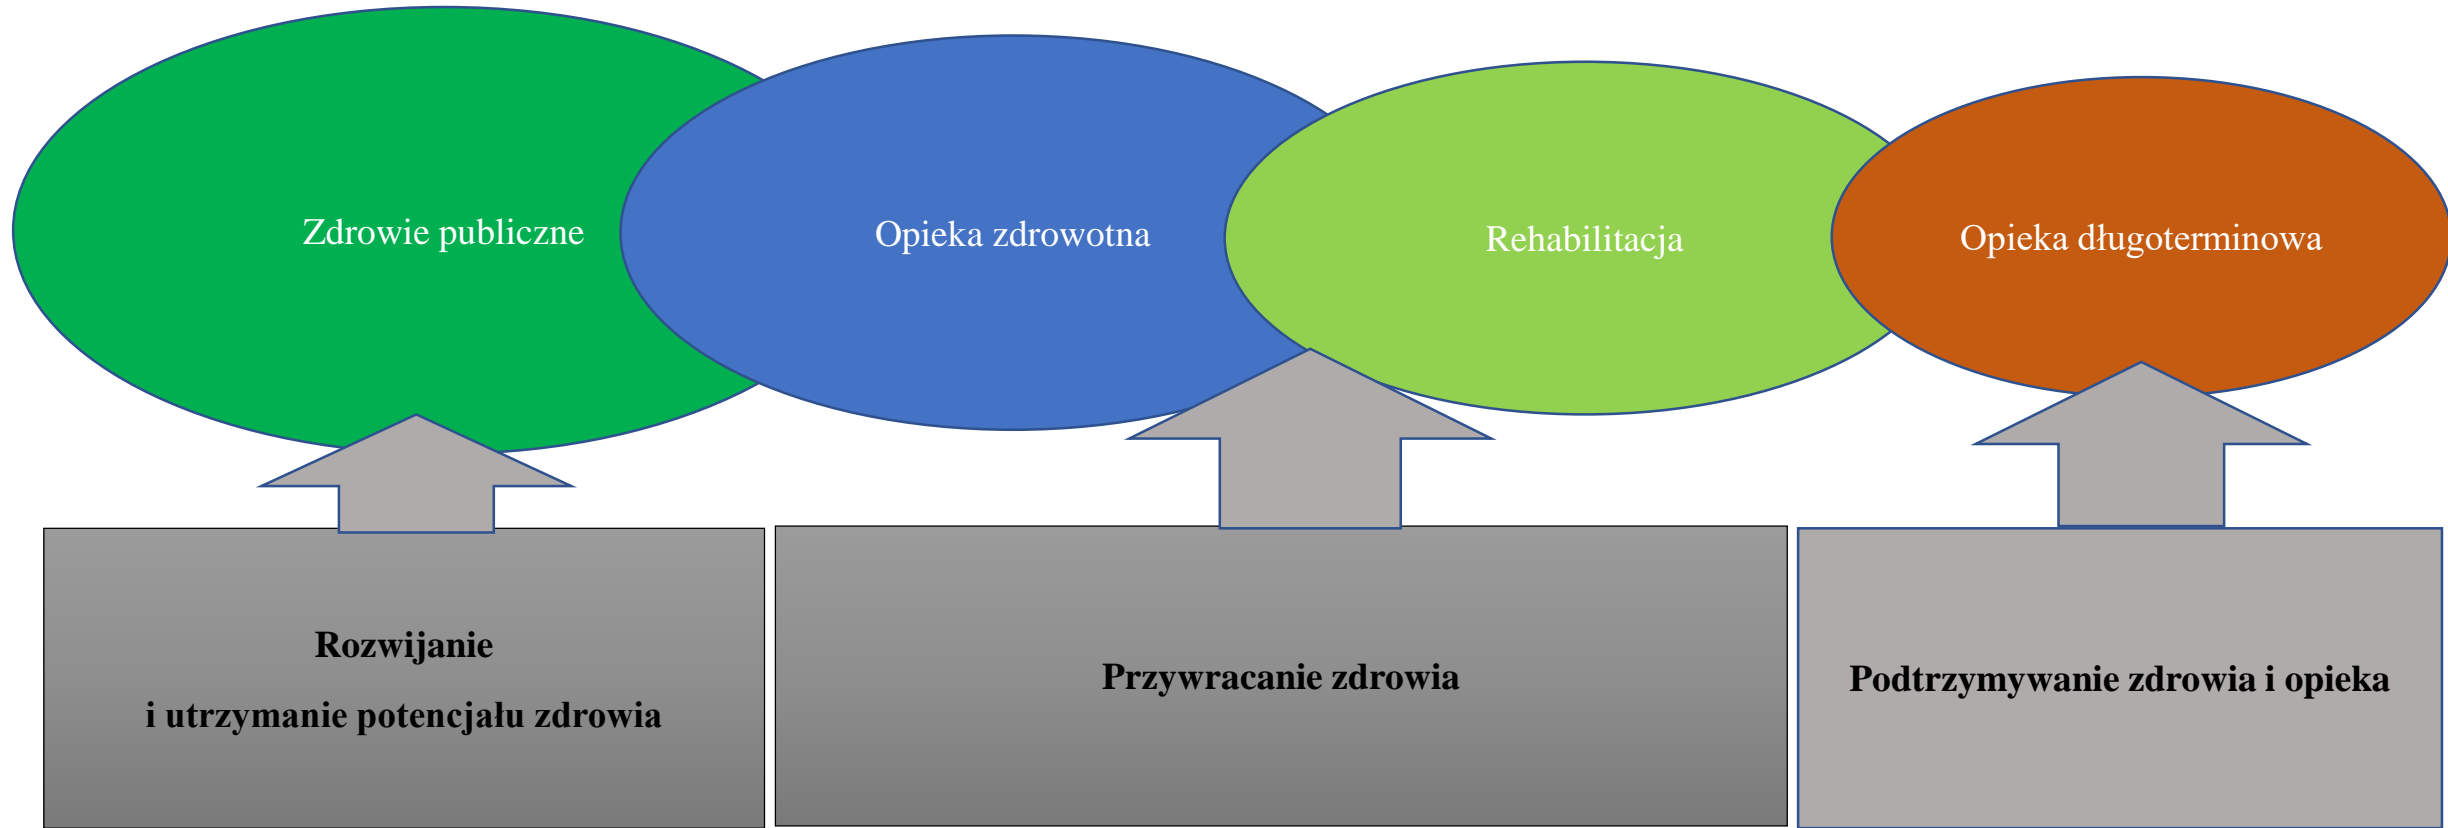 Zdrowie publiczne
Opieka zdrowotna
Rehabilitacja
Opieka długoterminowa
Rozwijanie
i utrzymanie potencjału zdrowia
Przywracanie zdrowia
Podtrzymywanie zdrowia i opieka